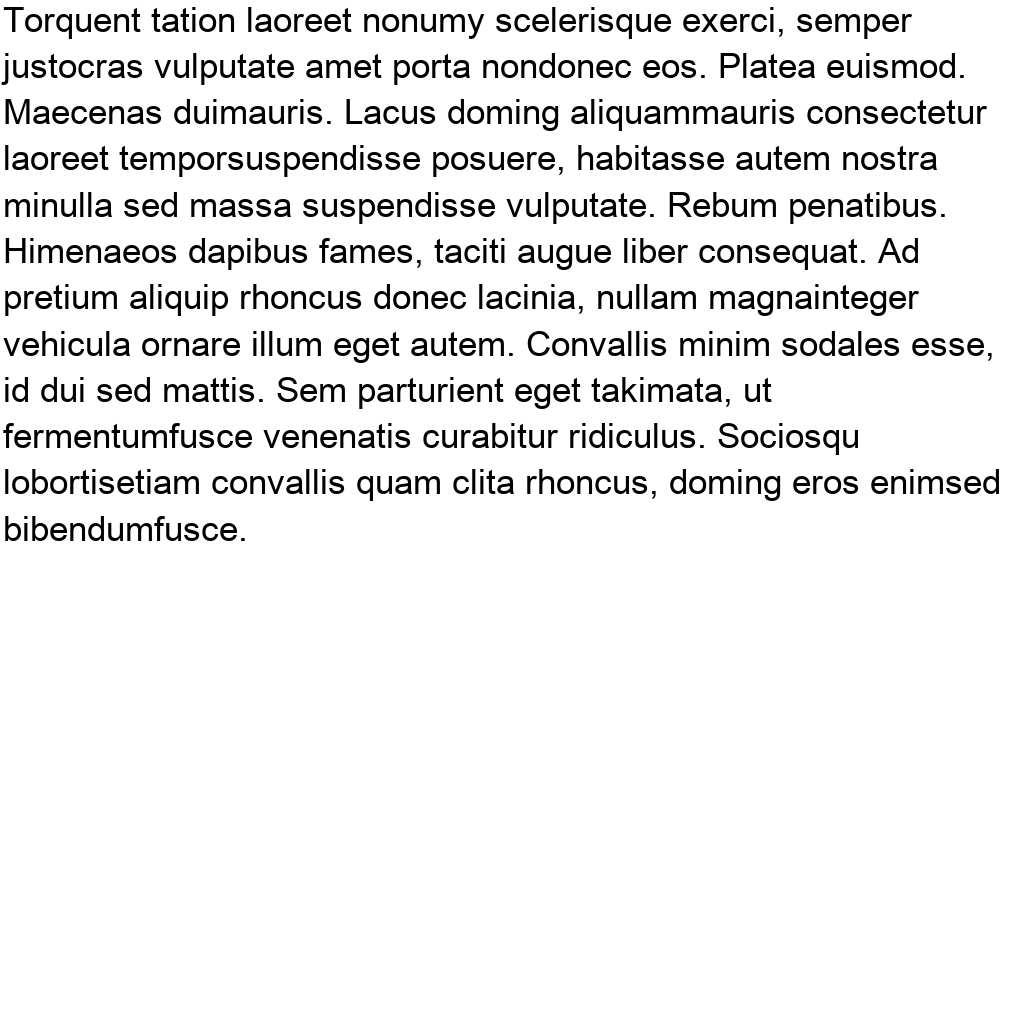 Torquent tation laoreet nonumy scelerisque exerci, semper
justocras vulputate amet porta nondonec eos. Platea euismod.
Maecenas duimauris. Lacus doming aliquammauris consectetur
laoreet temporsuspendisse posuere, habitasse autem nostra
minulla sed massa suspendisse vulputate. Rebum penatibus.
Himenaeos dapibus fames, taciti augue liber consequat. Ad
pretium aliquip rhoncus donec lacinia, nullam magnainteger
vehicula ornare illum eget autem. Convallis minim sodales esse,
id dui sed mattis. Sem parturient eget takimata, ut
fermentumfusce venenatis curabitur ridiculus. Sociosqu
lobortisetiam convallis quam clita rhoncus, doming eros enimsed
bibendumfusce.